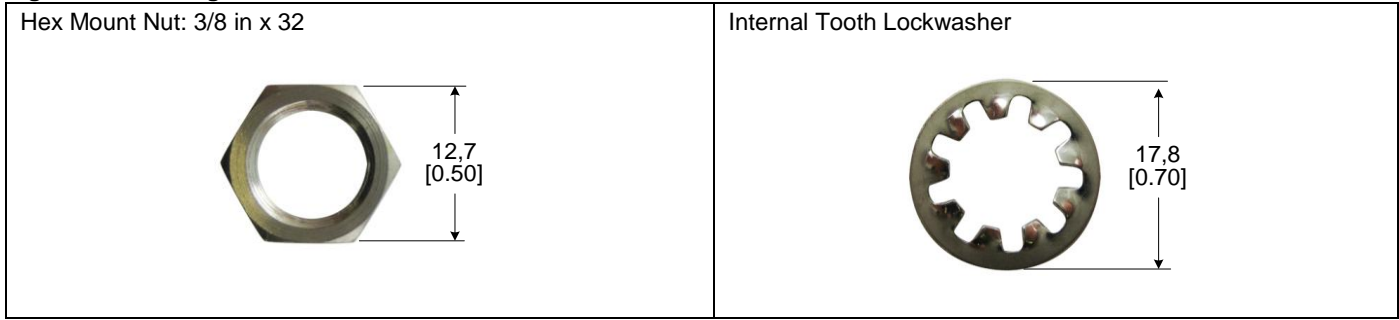 Hex Mount Nut: 3/8 in x 32
12,7
[0.50]
Internal Tooth Lockwasher
17,8
[0.70]